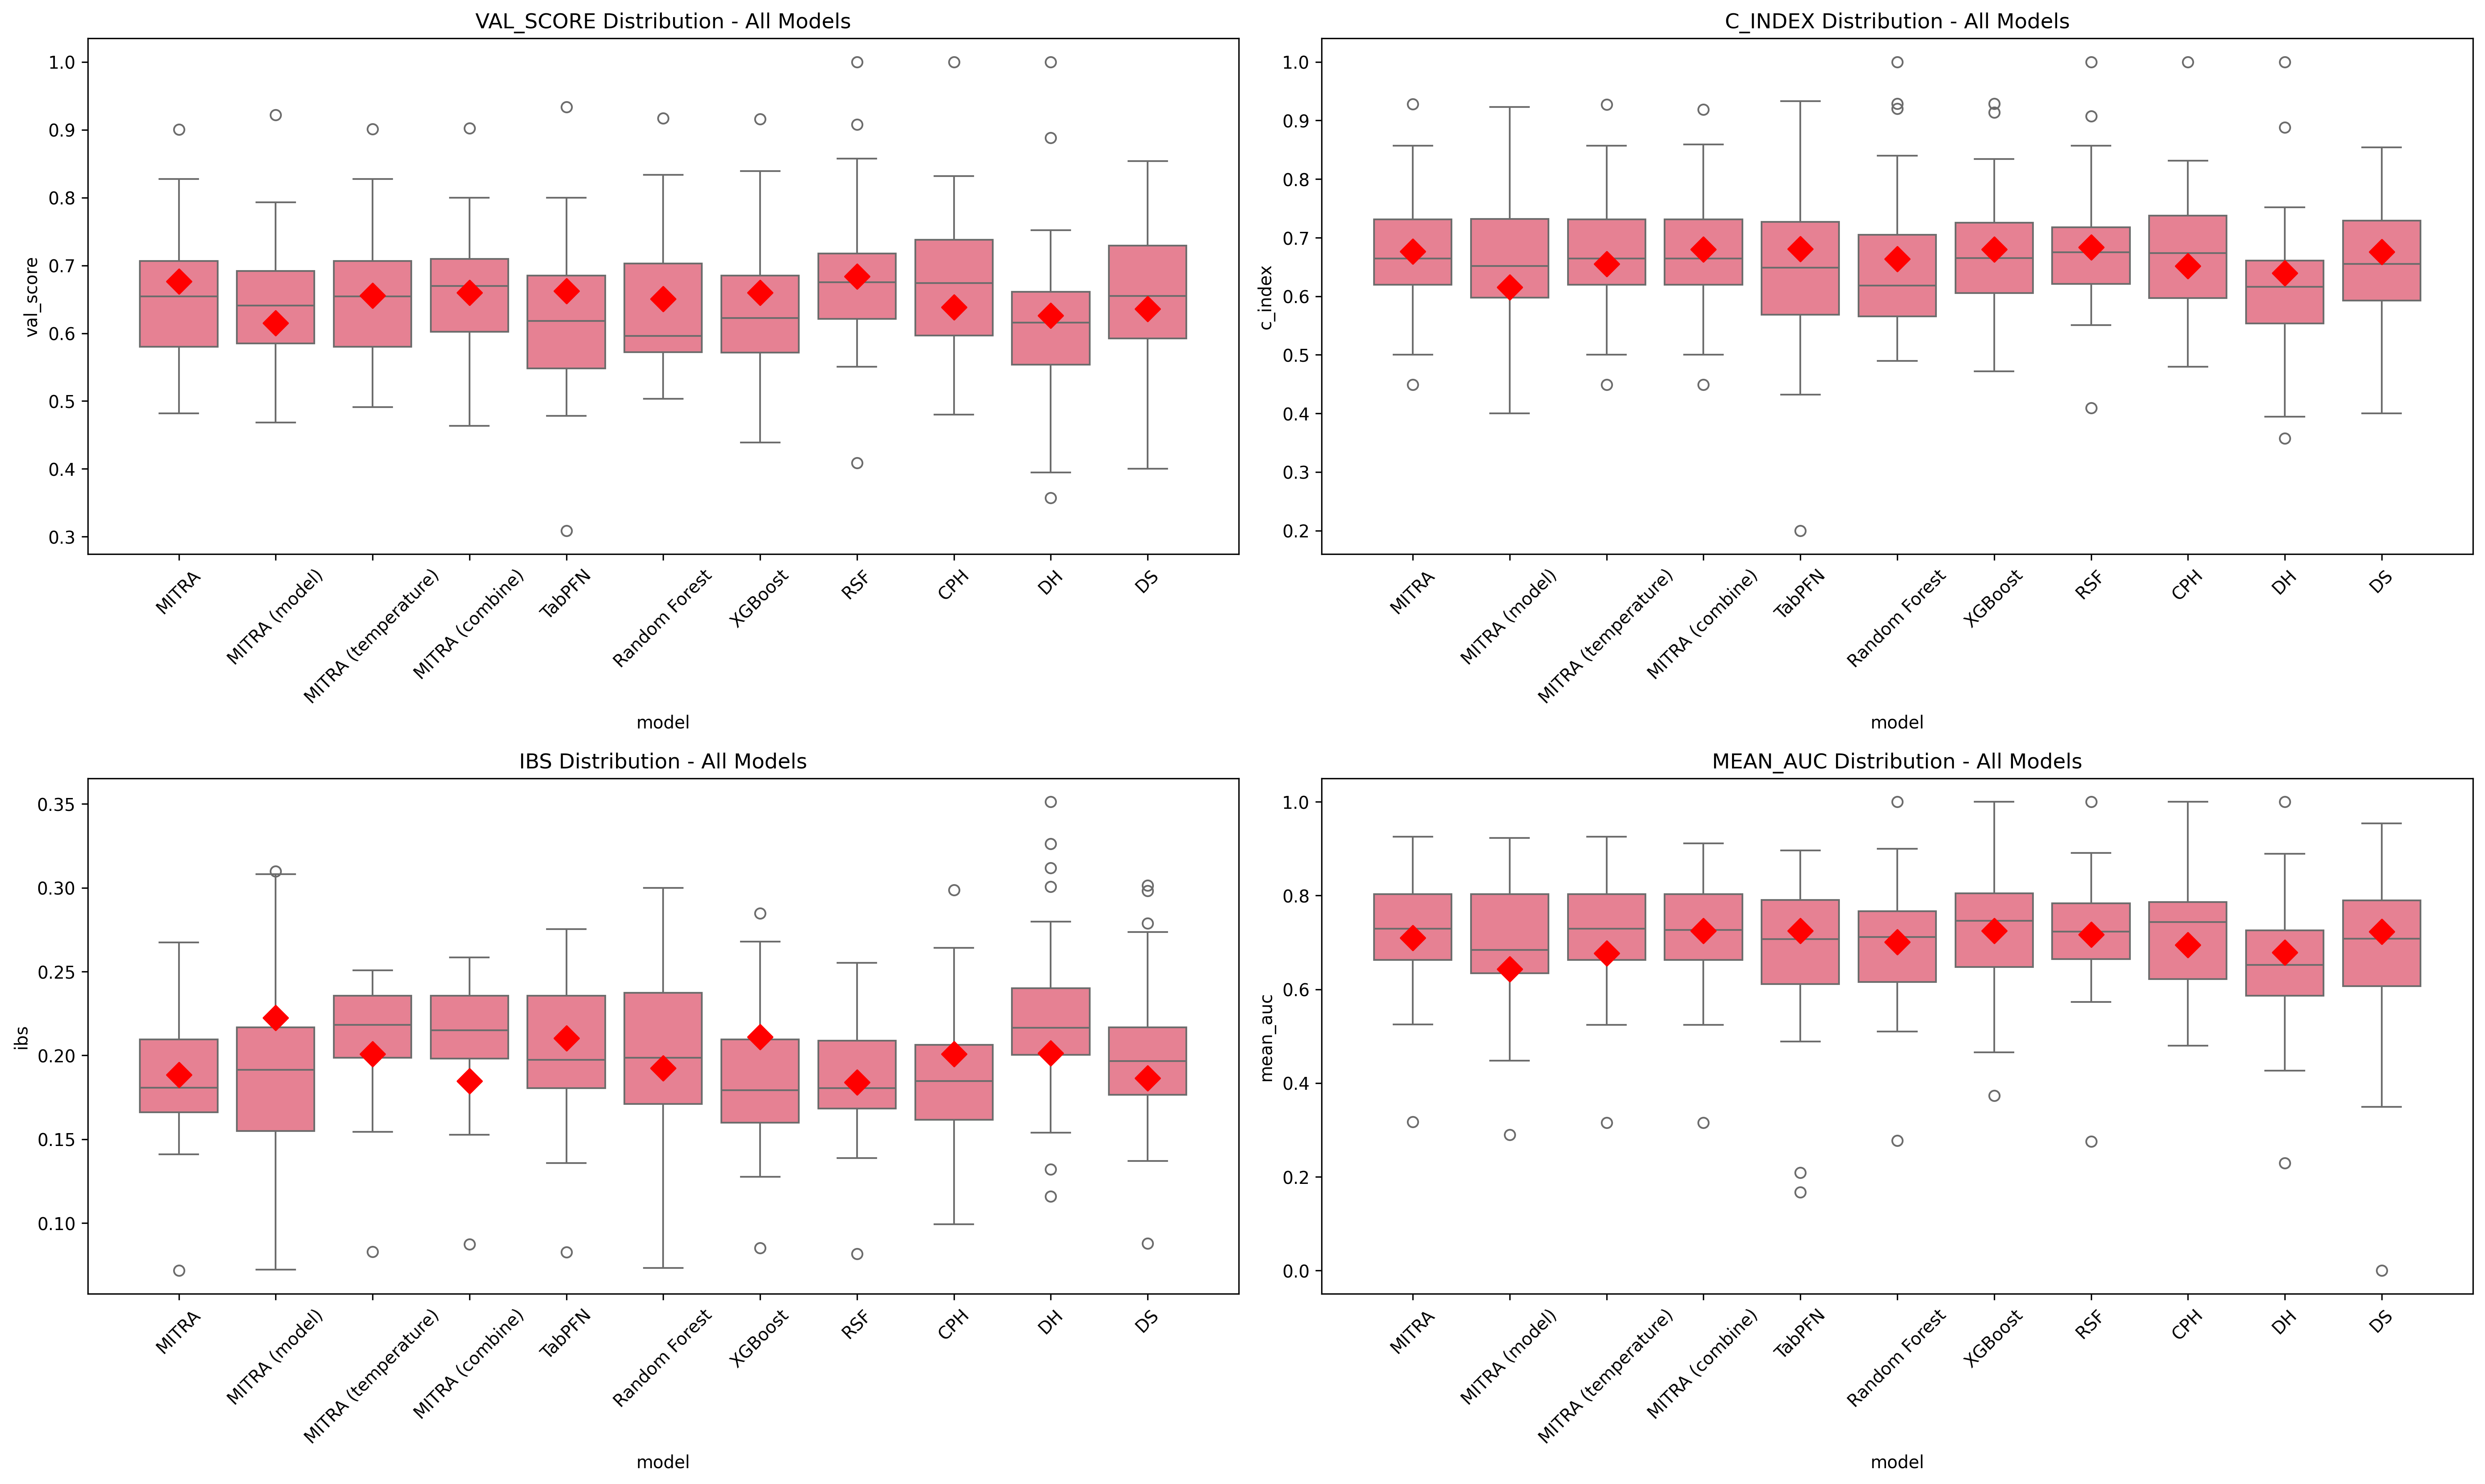 VAL_SCORE Distribution - All Models
val_score
1.0
0.9
0.8
0.7
0.6
0.5
0.4
0.3
MITRA
MITRA (model)
MITRA (temperature)
MITRA (combine)
TabPFN
Random Forest
XGBoost
RSF
CPH
DH
DS
model
C_INDEX Distribution - All Models
c_index
1.0
0.9
0.8
0.7
0.6
0.5
0.4
0.3
0.2
MITRA
MITRA (model)
MITRA (temperature)
MITRA (combine)
TabPFN
Random Forest
XGBoost
RSF
CPH
DH
DS
model
IBS Distribution - All Models
ibs
0.35
0.30
0.25
0.20
0.15
0.10
MITRA
MITRA (model)
MITRA (temperature)
MITRA (combine)
TabPFN
Random Forest
XGBoost
RSF
CPH
DH
DS
model
MEAN_AUC Distribution - All Models
mean_auc
1.0
0.8
0.6
0.4
0.2
0.0
MITRA
MITRA (model)
MITRA (temperature)
MITRA (combine)
TabPFN
Random Forest
XGBoost
RSF
CPH
DH
DS
model